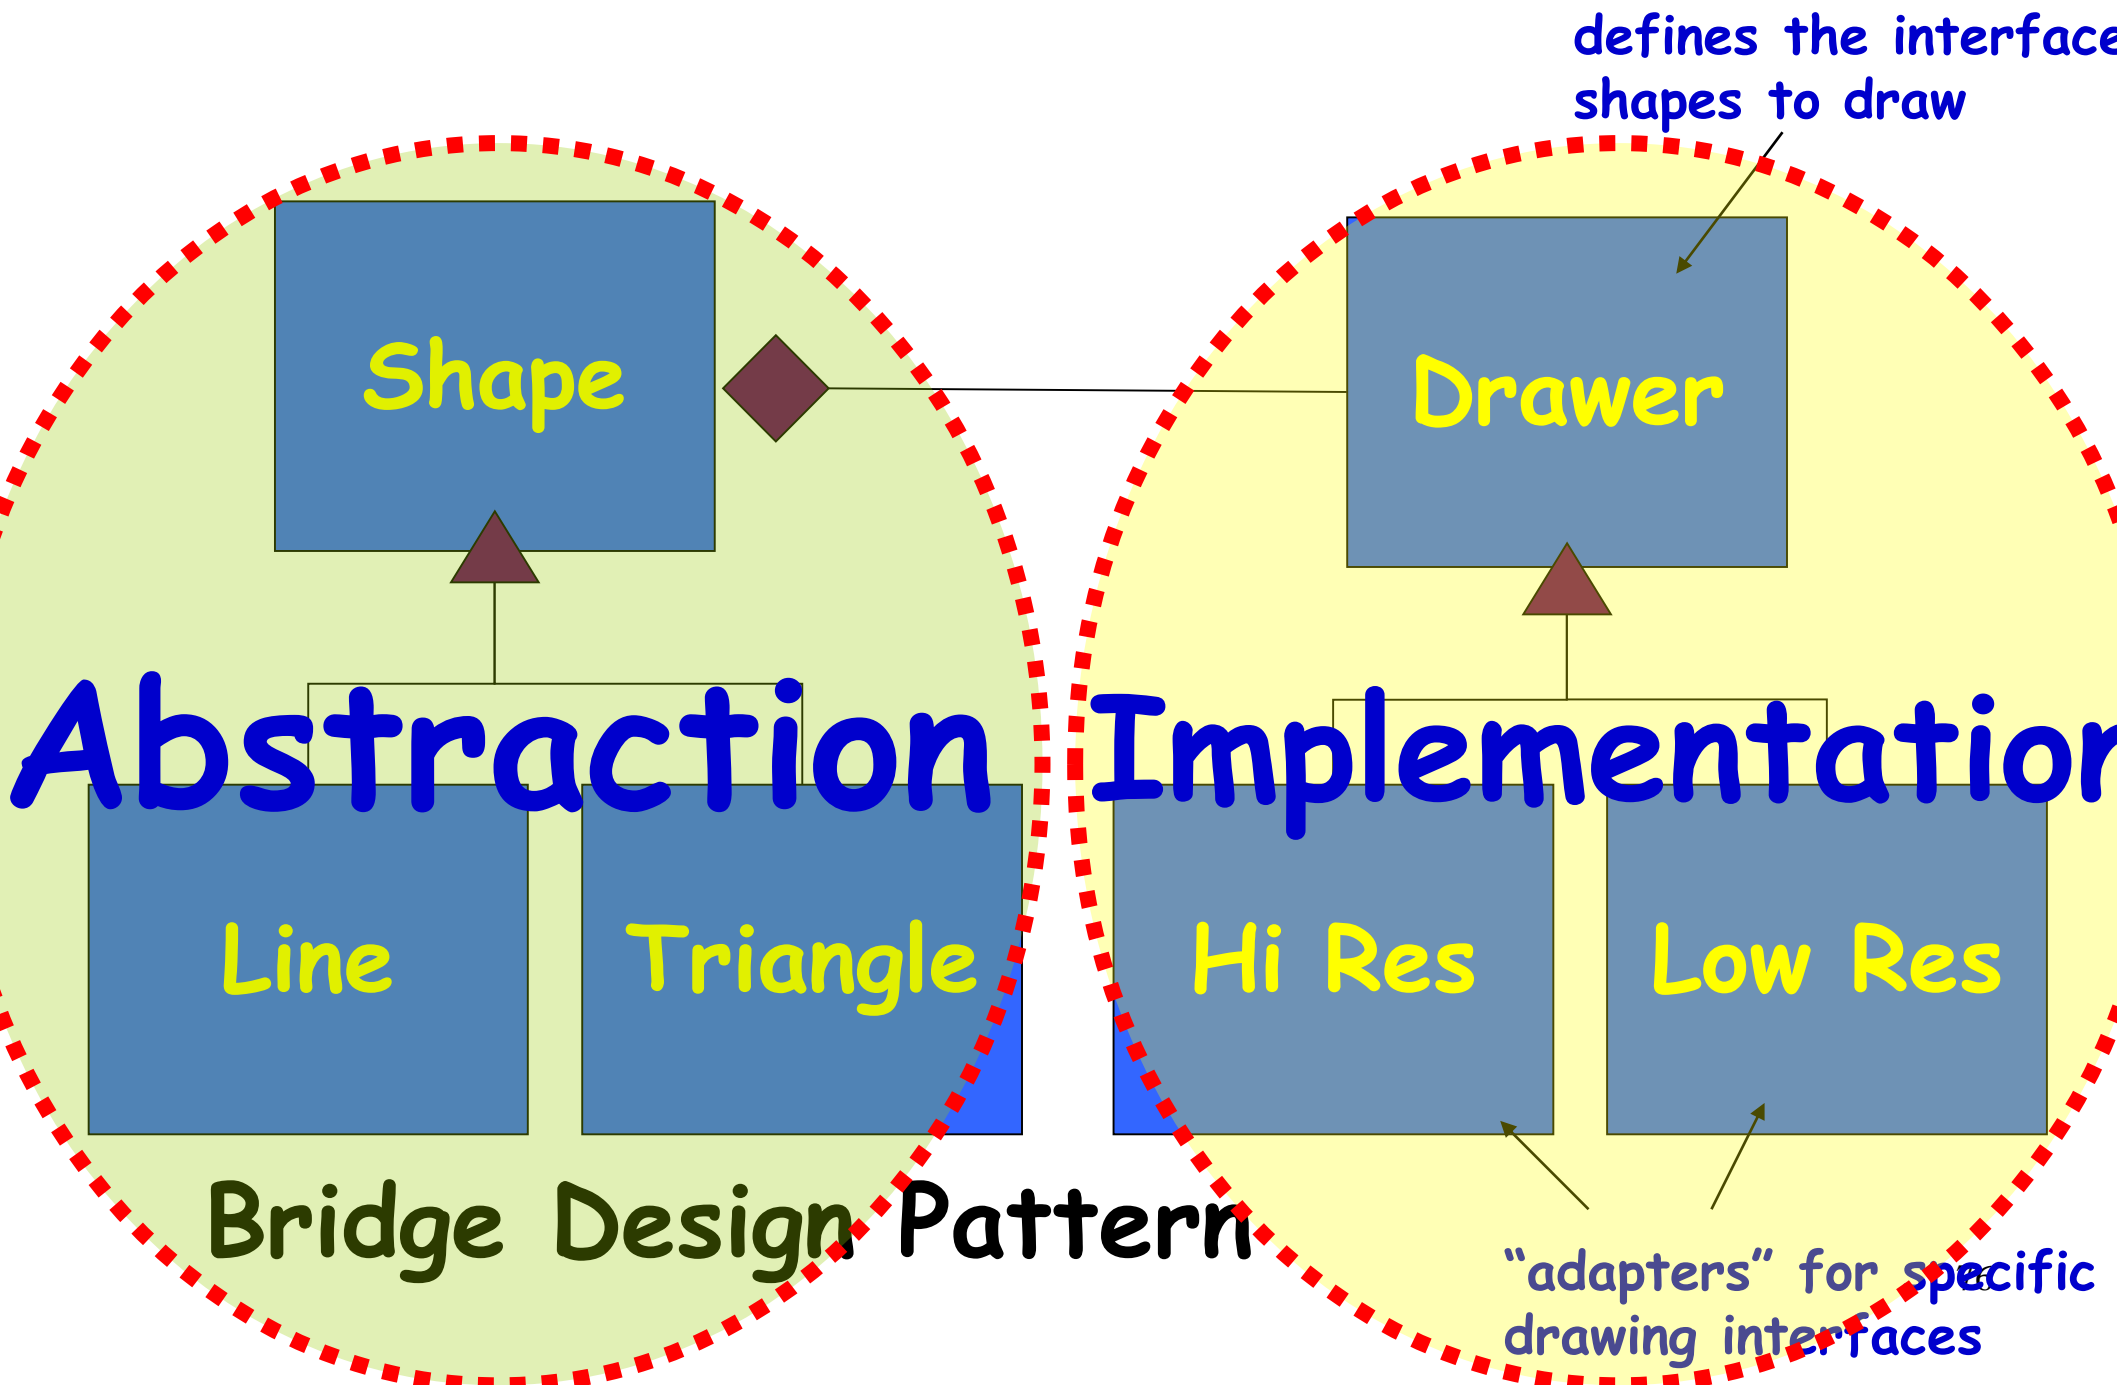 defines the interface
shapes to draw
Shape
Drawer
Abstraction
Implementation
Line
Triangle
Hi Res
Low Res
Bridge Design Pattern
“adapters” for specific
drawing interfaces